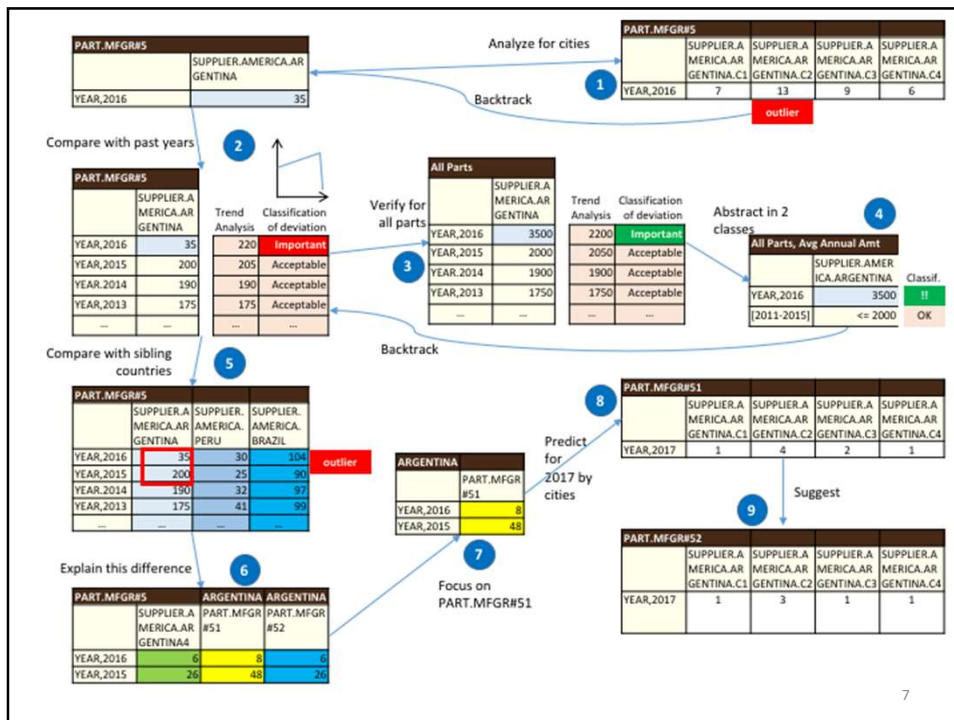 PART.MFGR#5
SUPPLIER.AMERICA.AR
GENTINA
YEAR,2016 35
Analyze for cities
1
Backtrack
PART.MFGR#5
SUPPLIER.A SUPPLIER.A SUPPLIER.A SUPPLIER.A
MERICA.AR MERICA.AR MERICA.AR MERICA.AR
GENTINA.C1 GENTINA.C2 GENTINA.C3 GENTINA.C4
YEAR,2016 7 13 9 6
outlier
Compare with past years
2
PART.MFGR#5
SUPPLIER.A
MERICA.AR
GENTINA
YEAR,2016 35
YEAR,2015 200
YEAR.2014 190
YEAR,2013 175
... ...
Trend Classification
Analysis of deviation
220 Important
205 Acceptable
190 Acceptable
175 Acceptable
... ...
Verify for
all parts
3
All Parts
SUPPLIER.A
MERICA.AR
GENTINA
YEAR,2016 3500
YEAR,2015 2000
YEAR.2014 1900
YEAR,2013 1750
... ...
Trend Classification
Analysis of deviation
2200 Important
2050 Acceptable
1900 Acceptable
1750 Acceptable
... ...
Abstract in 2
classes
4
All Parts, Avg Annual Amt
SUPPLIER.AMER
ICA.ARGENTINA Classif.
YEAR,2016 3500 !!
[2011-2015] <= 2000 OK
Backtrack
Compare with sibling
countries
5
PART.MFGR#5
SUPPLIER.A SUPPLIER. SUPPLIER.
MERICA.AR AMERICA. AMERICA.
GENTINA PERU BRAZIL
YEAR,2016 35 30 104
YEAR,2015 200 25 90
YEAR.2014 190 32 97
YEAR,2013 175 41 99
... ... ...
outlier
Explain this difference
6
PART.MFGR#5 ARGENTINA ARGENTINA
SUPPLIER.A PART.MFGR PART.MFGR
MERICA.AR #51 #52
GENTINA4
YEAR,2016 6 8 6
YEAR,2015 26 48 26
ARGENTINA
PART.MFGR
#51
YEAR,2016 8
YEAR,2015 48
7
Focus on
PART.MFGR#51
Predict
for
2017 by
cities
8
PART.MFGR#51
SUPPLIER.A SUPPLIER.A SUPPLIER.A SUPPLIER.A
MERICA.AR MERICA.AR MERICA.AR MERICA.AR
GENTINA.C1 GENTINA.C2 GENTINA.C3 GENTINA.C4
YEAR,2017 1 4 2 1
Suggest
9
PART.MFGR#52
SUPPLIER.A SUPPLIER.A SUPPLIER.A SUPPLIER.A
MERICA.AR MERICA.AR MERICA.AR MERICA.AR
GENTINA.C1 GENTINA.C2 GENTINA.C3 GENTINA.C4
YEAR,2017 1 3 1 1
7